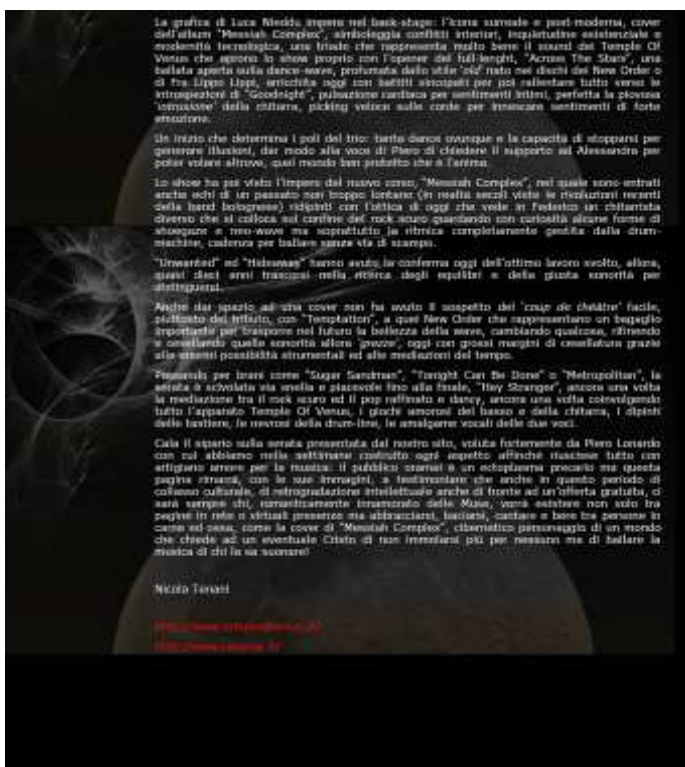 La grafica di Luca Nieddu impera nel back-stage: l'icona surreale e post-moderna, cover
dell'album "Messiah Complex", simboleggia conflitti interiori, inquietudine esistenziale e
modernità tecnologica, una triade che rappresenta molto bene il sound dei Temple Of
Venus che aprono lo show proprio con l'opener del full-lenght, "Across The Stars", una
ballata aperta sulla dance-wave, profumata dallo stile 'old' nato nei dischi dei New Order o
di Fra Lippo Lippi, arricchita oggi con battiti sincopati per poi rallentare tutto verso le
introspezioni di "Goodnight", pulsazione cardiaca per sentimenti intimi, perfetta la piovosa
'intrusione' della chitarra, picking veloce sulle corde per innescare sentimenti di forte
emozione.
Un inizio che determina i poli del trio: tanta dance ovunque e la capacità di stopparsi per
generare illusioni, dar modo alla voce di Piero di chiedere il supporto ad Alessandra per
poter volare altrove, quel mondo ben protetto che è l'anima.
Lo show ha poi visto l'impero del nuovo corso, "Messiah Complex", nel quale sono entrati
anche echi di un passato non troppo lontano (in realtà secoli viste le rivoluzioni recenti
della band bolognese) ridipinti con l'ottica di oggi che vede in Federico un chitarrista
diverso che si colloca sul confine del rock scuro guardando con curiosità alcune forme di
shoegaze e neo-wave ma soprattutto la ritmica completamente gestita dalla drum-
machine, cadenza per ballare senza via di scampo.
"Unwanted" ed "Hideaway" hanno avuto la conferma oggi dell'ottimo lavoro svolto, allora,
quasi dieci anni trascorsi nella ricerca degli equilibri e della giusta sonorità per
distinguersi.
Anche dar spazio ad una cover non ha avuto il sospetto del 'coup de théâtre' facile,
piuttosto del tributo, con "Temptation", a quei New Order che rappresentano un bagaglio
importante per trasporre nel futuro la bellezza della wave, cambiando qualcosa, rifinendo
e cesellando quelle sonorità allora 'grezze', oggi con grossi margini di cesellatura grazie
alle attuali possibilità strumentali ed alle mediazioni del tempo.
Passando per brani come "Sugar Sandman", "Tonight Can Be Done" o "Metropolitan", la
serata è scivolata via snella e piacevole fino alla finale, "Hey Stranger", ancora una volta
la mediazione tra il rock scuro ed il pop raffinato e dancy, ancora una volta coinvolgendo
tutto l'apparato Temple Of Venus, i giochi amorosi del basso e della chitarra, i dipinti
delle tastiere, le nevrosi della drum-line, le amalgame vocali delle due voci.
Cala il sipario sulla serata presentata dal nostro sito, voluta fortemente da Piero Lonardo
con cui abbiamo nelle settimane costruito ogni aspetto affinché riuscisse tutto con
artigiano amore per la musica: il pubblico oramai è un ectoplasma precario ma questa
pagina rimarrà, con le sue immagini, a testimoniare che anche in questo periodo di
collasso culturale, di retrogradazione intellettuale anche di fronte ad un'offerta gratuita, ci
sarà sempre chi, romanticamente innamorato delle Muse, vorrà esistere non solo tra
pagine in rete o virtuali presenze ma abbracciarsi, baciarsi, cantare e bere tra persone in
carne ed ossa, come la cover di "Messiah Complex", cibernetico personaggio di un mondo
che chiede ad un eventuale Cristo di non immolarsi più per nessuno ma di ballare la
musica di chi la sa suonare!
Nicola Tenani